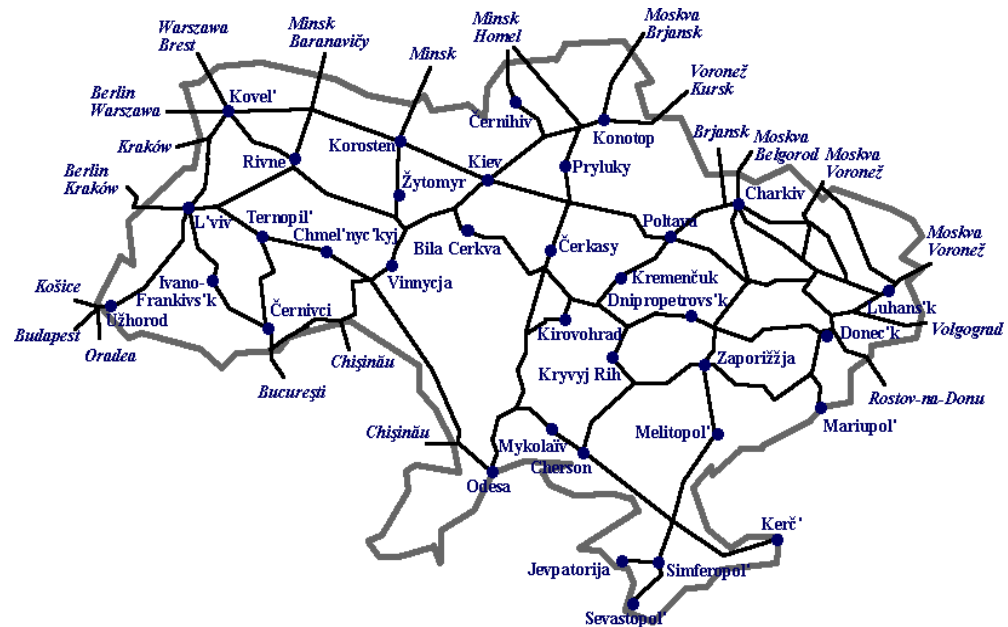 Warszawa
Brest
Minsk
Baranavičy
Minsk
Minsk
Homel
Moskva
Brjansk
Voronež
Kursk
Berlin
Warszawa
Kovel'
Černihiv
Konotop
Brjansk
Moskva
Belgorod
Moskva
Voronež
Kraków
Rivne
Korosten
Kiev
Pryluky
Berlin
Kraków
Žytomyr
Charkiv
L'viv
Ternopil'
Chmel'nyc'kyj
Bila Cerkva
Poltava
Čerkasy
Moskva
Voronež
Košice
Užhorod
Ivano-
Frankivs'k
Vinnycja
Kremenčuk
Dnipropetrovs'k
Luhans'k
Budapest
Oradea
Černivci
Chişinău
Kirovohrad
Donec'k
Volgograd
Bucureşti
Kryvyj Rih
Zaporižžja
Rostov-na-Donu
Mariupol'
Chişinău
Mykolaïv
Cherson
Melitopol'
Odesa
Kerč'
Jevpatorija
Simferopol'
Sevastopol'